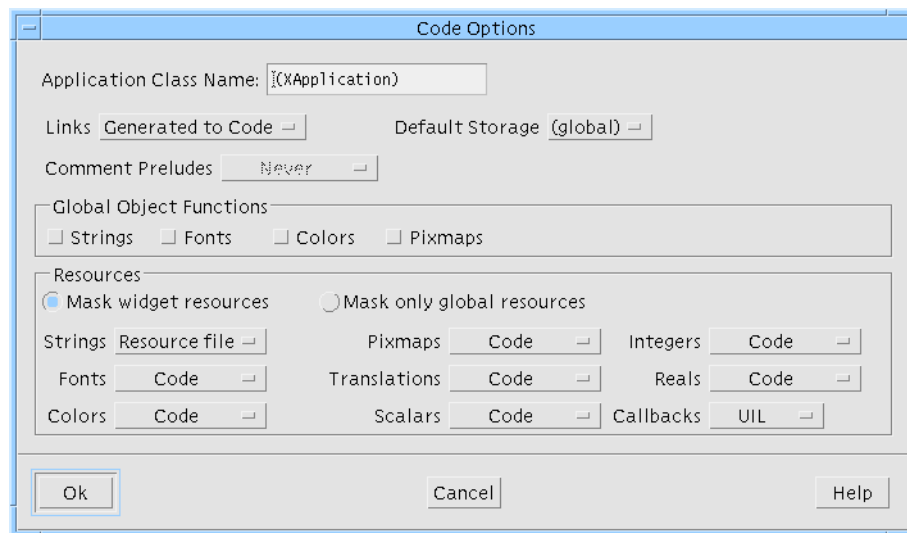 Code Options
Application Class Name: (XApplication)
Links Generated to Code Default Storage (global)
Comment Preludes Never
Global Object Functions
Strings Fonts Colors Pixmaps
Resources
Mask widget resources Mask only global resources
Strings Resource file Pixmaps Code Integers Code
Fonts Code Translations Code Reals Code
Colors Code Scalars Code Callbacks UIL
Ok Cancel Help